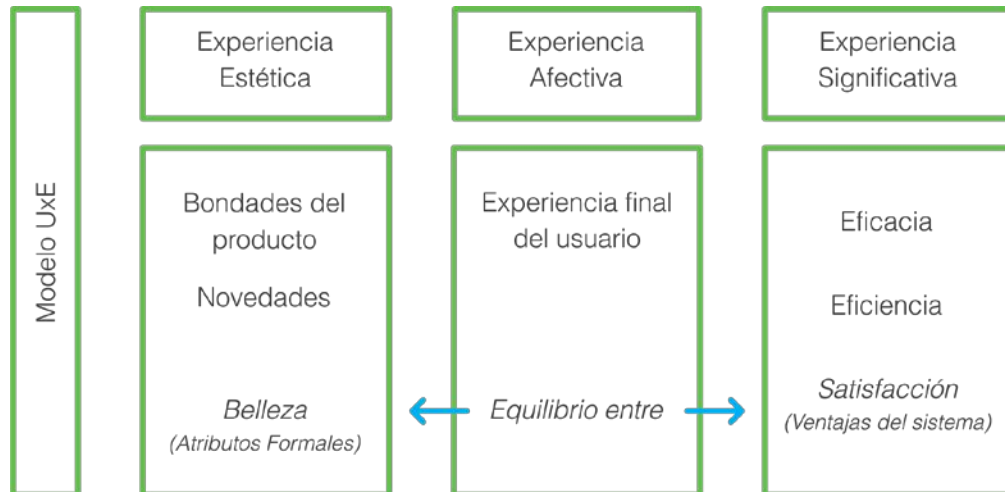 Modelo UxE
Experiencia
Estética
Experiencia
Afectiva
Experiencia
Significativa
Bondades del
producto
Novedades
Belleza
(Atributos Formales)
Experiencia final
del usuario
Equilibrio entre
Eficacia
Eficiencia
Satisfacción
(Ventajas del sistema)